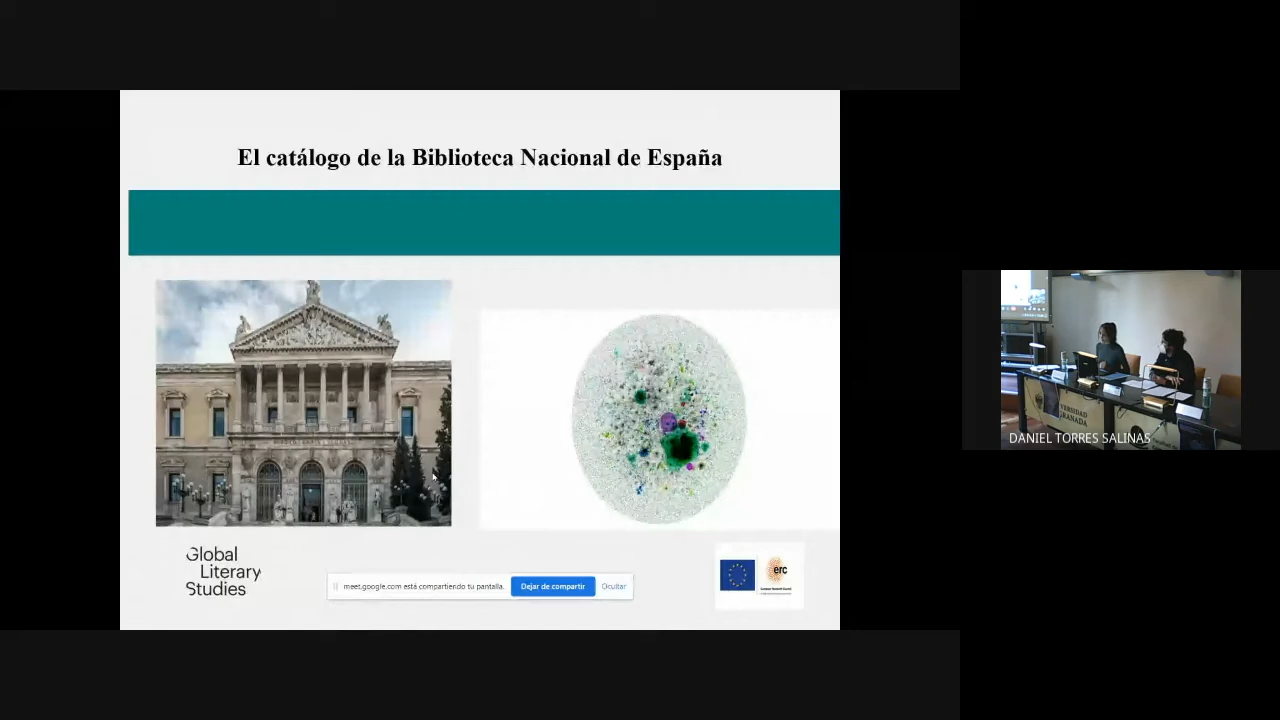 El catálogo de la Biblioteca Nacional de España
Global
Literary
Studies
meet.google.com está compartiendo tu pantalla.
Dejar de compartir
Ocultar
erc
DANIEL TORRES SALINAS